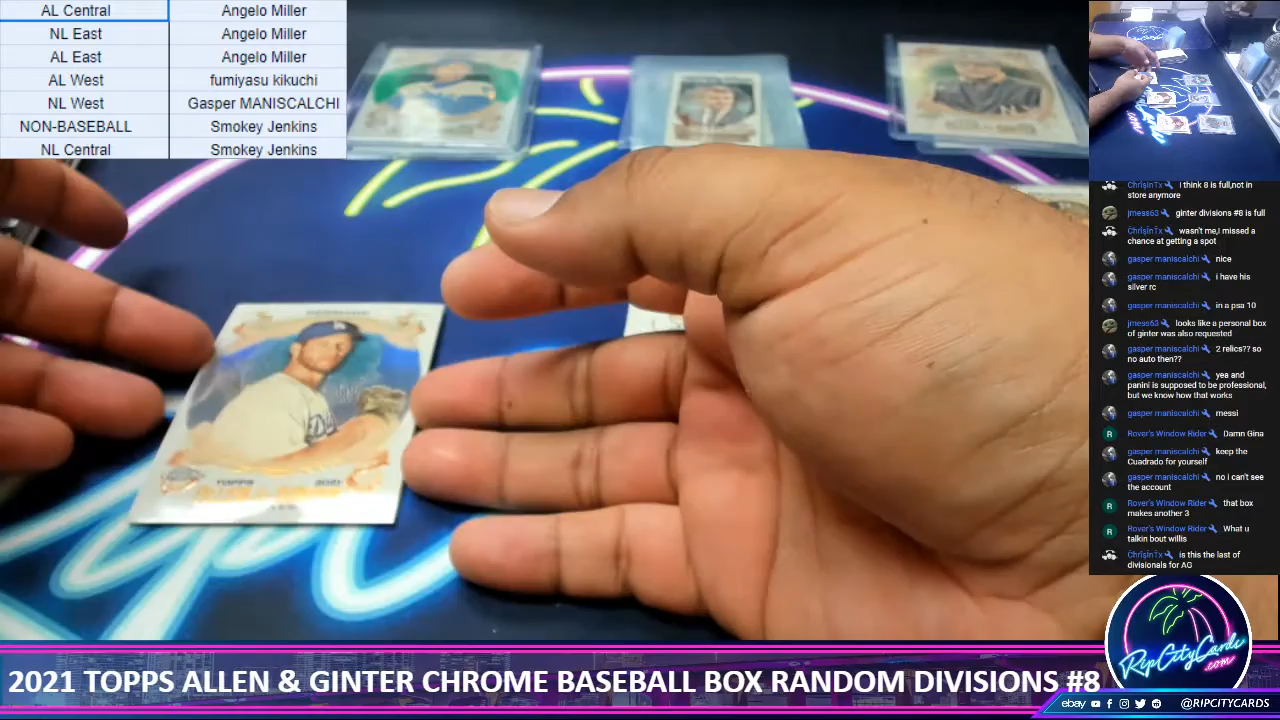 AL Central Angelo Miller
NL East Angelo Miller
AL East Angelo Miller
AL West fumiyasu kikuchi
NL West Gasper MANISCALCHI
NON-BASEBALL Smokey Jenkins
NL Central Smokey Jenkins
ChrisinTx i think 8 is full,not in
store anymore
jmess63 ginter divisions #8 is full
ChrisinTx wasn't me,I missed a
chance at getting a spot
gasper maniscalchi nice
gasper maniscalchi i have his
silver rc
gasper maniscalchi in a psa 10
jmess63 looks like a personal box
of ginter was also requested
gasper maniscalchi 2 relics?? so
no auto then??
gasper maniscalchi yea and
panini is supposed to be professional,
but we know how that works
gasper maniscalchi messi
R Rover's Window Rider Damn Gina
gasper maniscalchi keep the
Cuadrado for yourself
gasper maniscalchi no i can't see
the account
R Rover's Window Rider that box
makes another 3
R Rover's Window Rider What u
talkin bout willis
ChrisinTx is this the last of
divisionals for AG
TOPPS 2021
RipCityCards
.com
2021 TOPPS ALLEN & GINTER CHROME BASEBALL BOX RANDOM DIVISIONS #8
ebay @RIPCITYCARDS